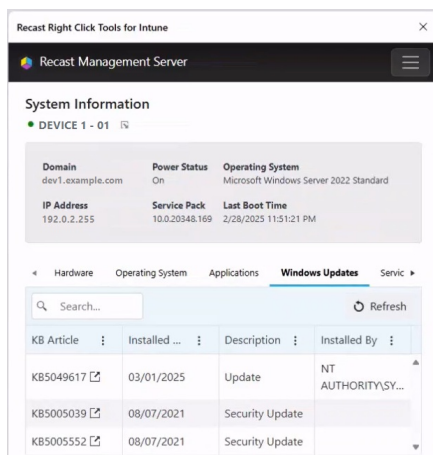 Recast Right Click Tools for Intune
Recast Management Server
System Information
DEVICE 1 - 01
Domain Power Status Operating System
dev1.example.com On Microsoft Windows Server 2022 Standard
IP Address Service Pack Last Boot Time
192.0.2.255 10.0.20348.169 2/28/2025 11:51:21 PM
Hardware Operating System Applications Windows Updates Servic
Search... Refresh
KB Article Installed ... Description Installed By
KB5049617 03/01/2025 Update NT AUTHORITY\SY...
KB5005039 08/07/2021 Security Update
KB5005552 08/07/2021 Security Update